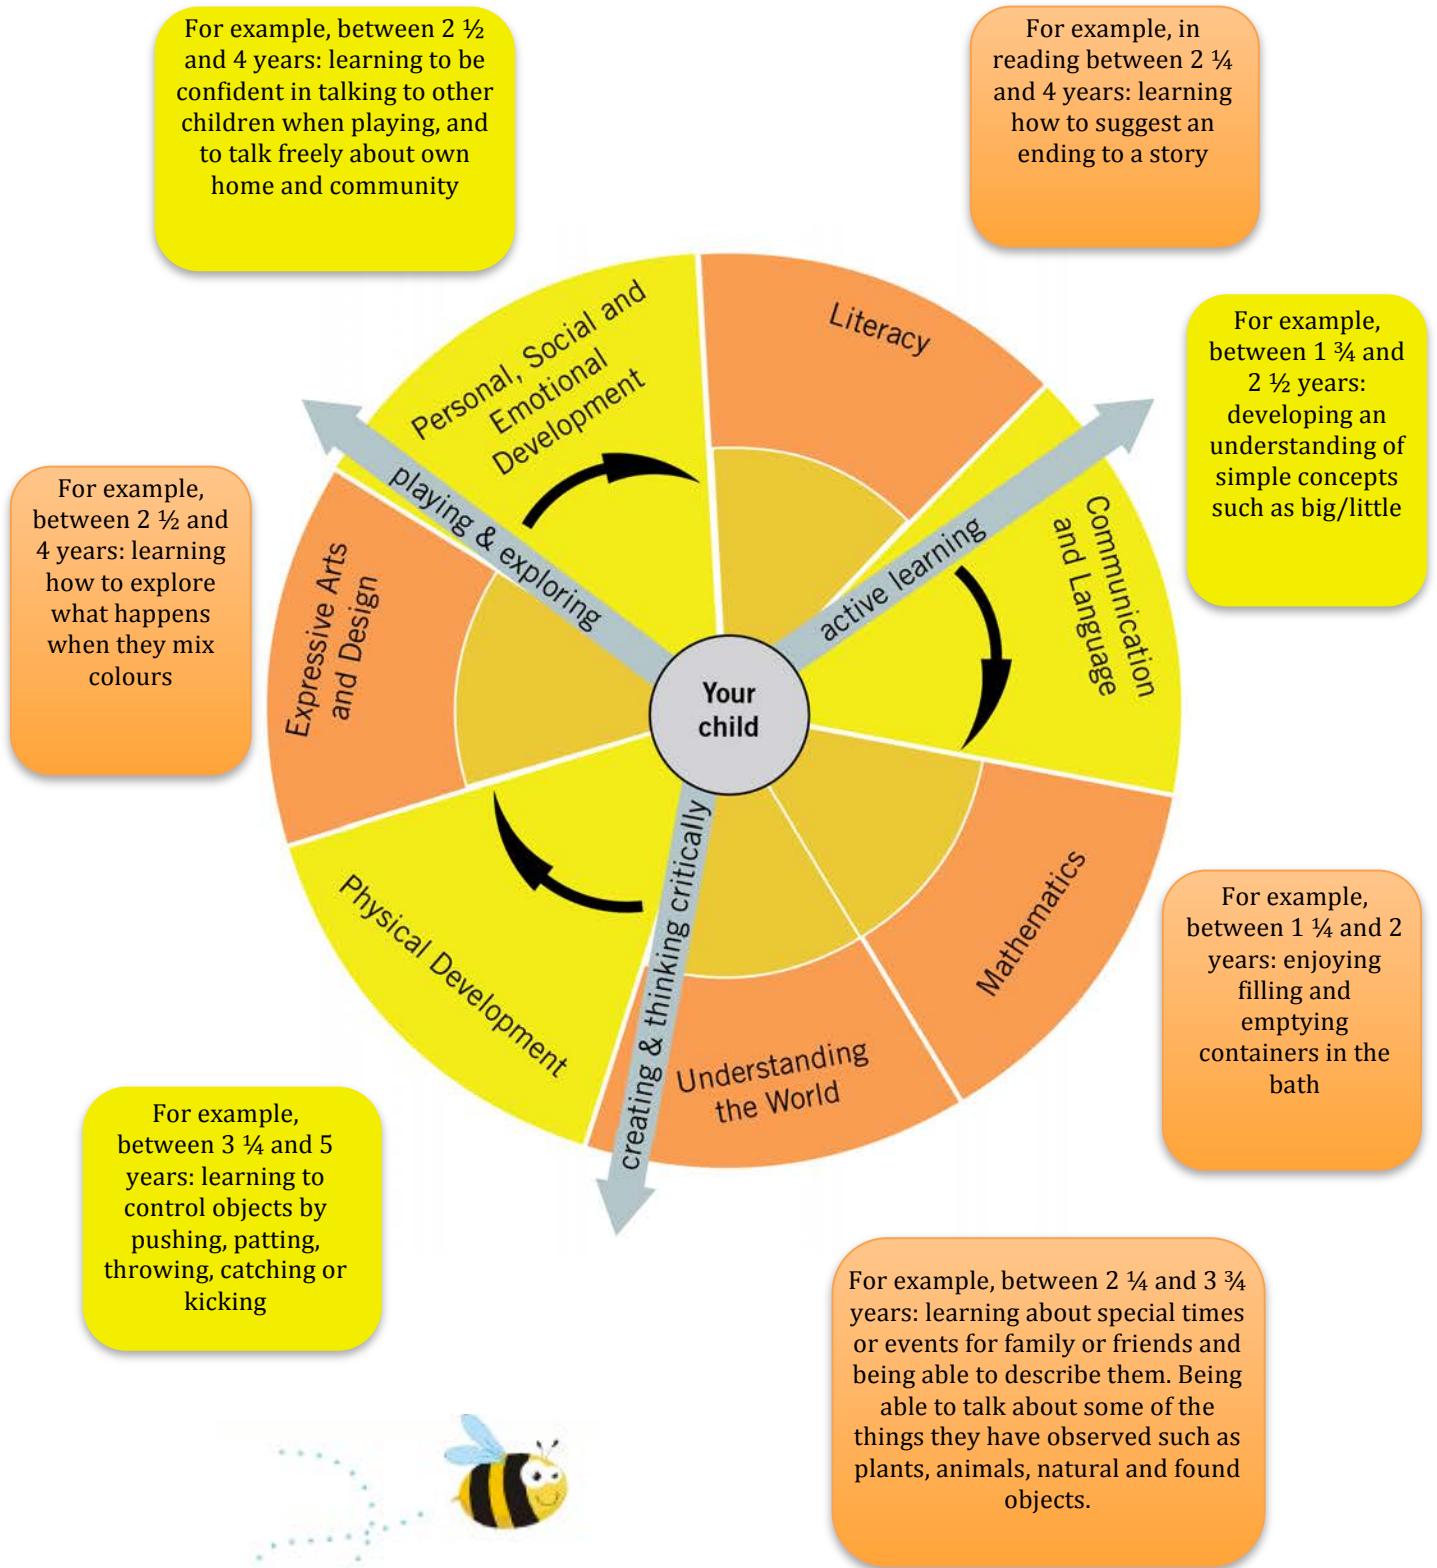 For example, between 2 ½
and 4 years: learning to be
confident in talking to other
children when playing, and
to talk freely about own
home and community
For example, in
reading between 2 ¼
and 4 years: learning
how to suggest an
ending to a story
For example,
between 1 ¾ and
2 ½ years:
developing an
understanding of
simple concepts
such as big/little
For example,
between 2 ½ and
4 years: learning
how to explore
what happens
when they mix
colours
Personal, Social and
Emotional
Development
Literacy
Communication
and Language
Mathematics
Understanding
the World
Physical Development
Expressive Arts
and Design
playing & exploring
active learning
creating & thinking critically
Your
child
For example,
between 1 ¼ and 2
years: enjoying
filling and
emptying
containers in the
bath
For example,
between 3 ¼ and 5
years: learning to
control objects by
pushing, patting,
throwing, catching or
kicking
For example, between 2 ¼ and 3 ¾
years: learning about special times
or events for family or friends and
being able to describe them. Being
able to talk about some of the
things they have observed such as
plants, animals, natural and found
objects.